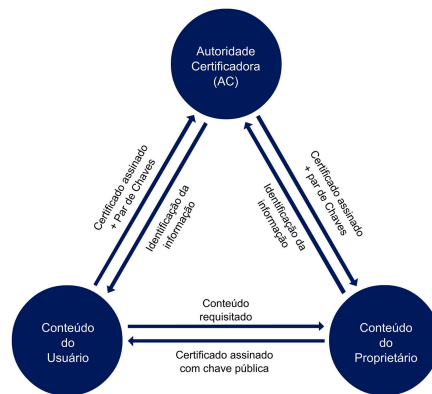 Autoridade
Certificadora
(AC)
Certificado assinado
+ Par de Chaves
Identificação da
informação
Identificação da
informação
Certificado assinado
+ par de Chaves
Conteúdo
do
Usuário
Conteúdo
requisitado
Certificado assinado
com chave pública
Conteúdo
do
Proprietário